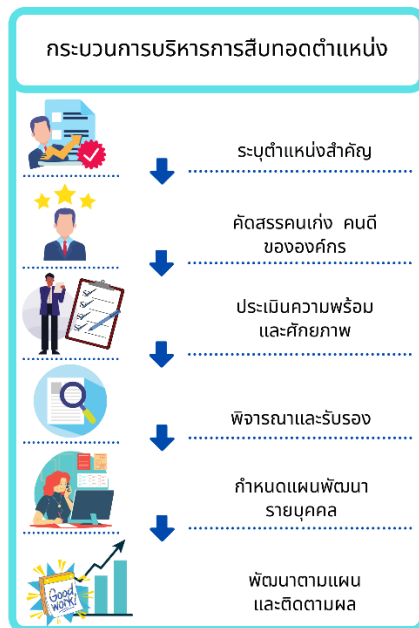 กระบวนการบริหารการสืบทอดตำแหน่ง
ระบุตำแหน่งสำคัญ
คัดสรรคนเก่ง คนดี
ขององค์กร
ประเมินความพร้อม
และศักยภาพ
พิจารณาและรับรอง
กำหนดแผนพัฒนา
รายบุคคล
Good
work!
พัฒนาตามแผน
และติดตามผล